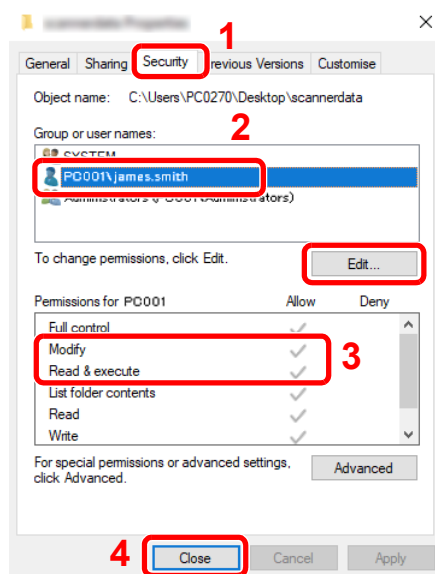 1
General Sharing Security Previous Versions Customise
Object name: C:\Users\PC0270\Desktop\scannerdata
2
Group or user names:
SYSTEM
PC001\james.smith
Administrators (PC001\Administrators)
To change permissions, click Edit.
Edit...
Permissions for PC001 Allow Deny
Full control
Modify
3
Read & execute
List folder contents
Read
Write
For special permissions or advanced settings, click Advanced.
Advanced
4
Close Cancel Apply